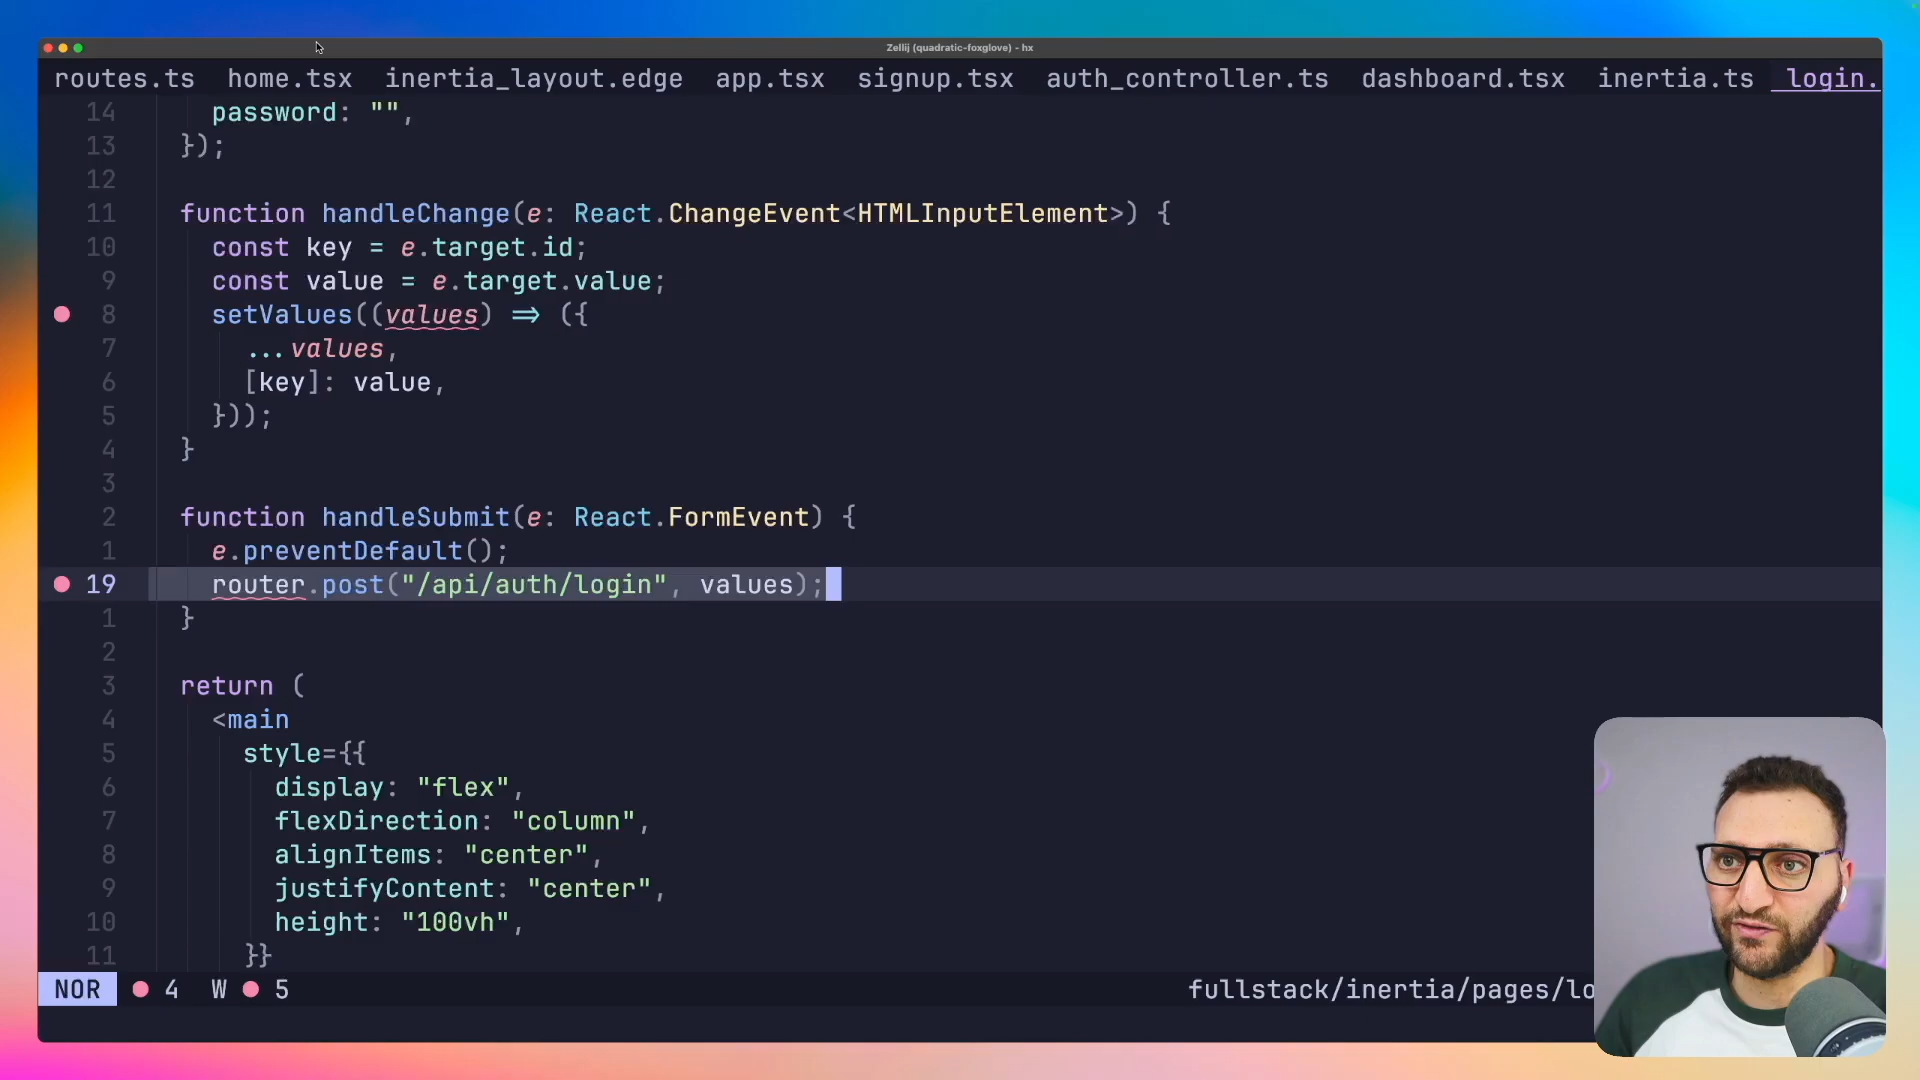 Zellij (quadratic-foxglove) - hx
routes.ts home.tsx inertia_layout.edge app.tsx signup.tsx auth_controller.ts dashboard.tsx inertia.ts login.
14 password: "",
13 });
12
11 function handleChange(e: React.ChangeEvent<HTMLInputElement>) {
10 const key = e.target.id;
9 const value = e.target.value;
8 setValues((values) => ({
7 ...values,
6 [key]: value,
5 }));
4 }
3
2 function handleSubmit(e: React.FormEvent) {
1 e.preventDefault();
19 router.post("/api/auth/login", values);
1 }
2
3 return (
4 <main
5 style={{
6 display: "flex",
7 flexDirection: "column",
8 alignItems: "center",
9 justifyContent: "center",
10 height: "100vh",
11 }}
NOR 4 W 5 fullstack/inertia/pages/lo